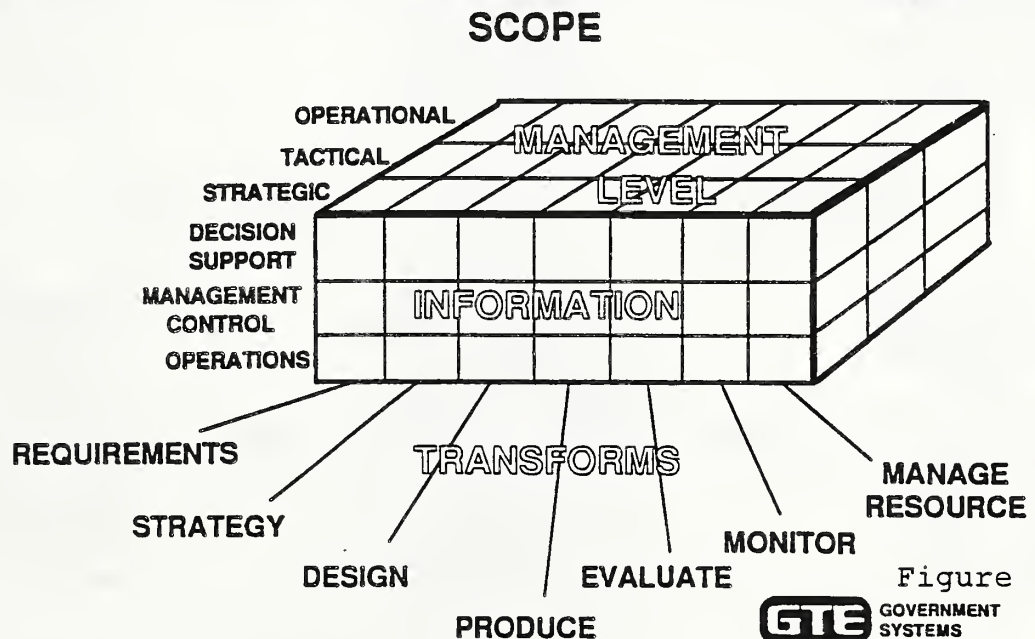 SCOPE
OPERATIONAL
MANAGEMENT
TACTICAL
STRATEGIC
LEVEL
DECISION
SUPPORT
MANAGEMENT
CONTROL
INFORMATION
OPERATIONS
REQUIREMENTS
TRANSFORMS
MANAGE
RESOURCE
STRATEGY
MONITOR
DESIGN
EVALUATE
PRODUCE
Figure
GTE GOVERNMENT
SYSTEMS